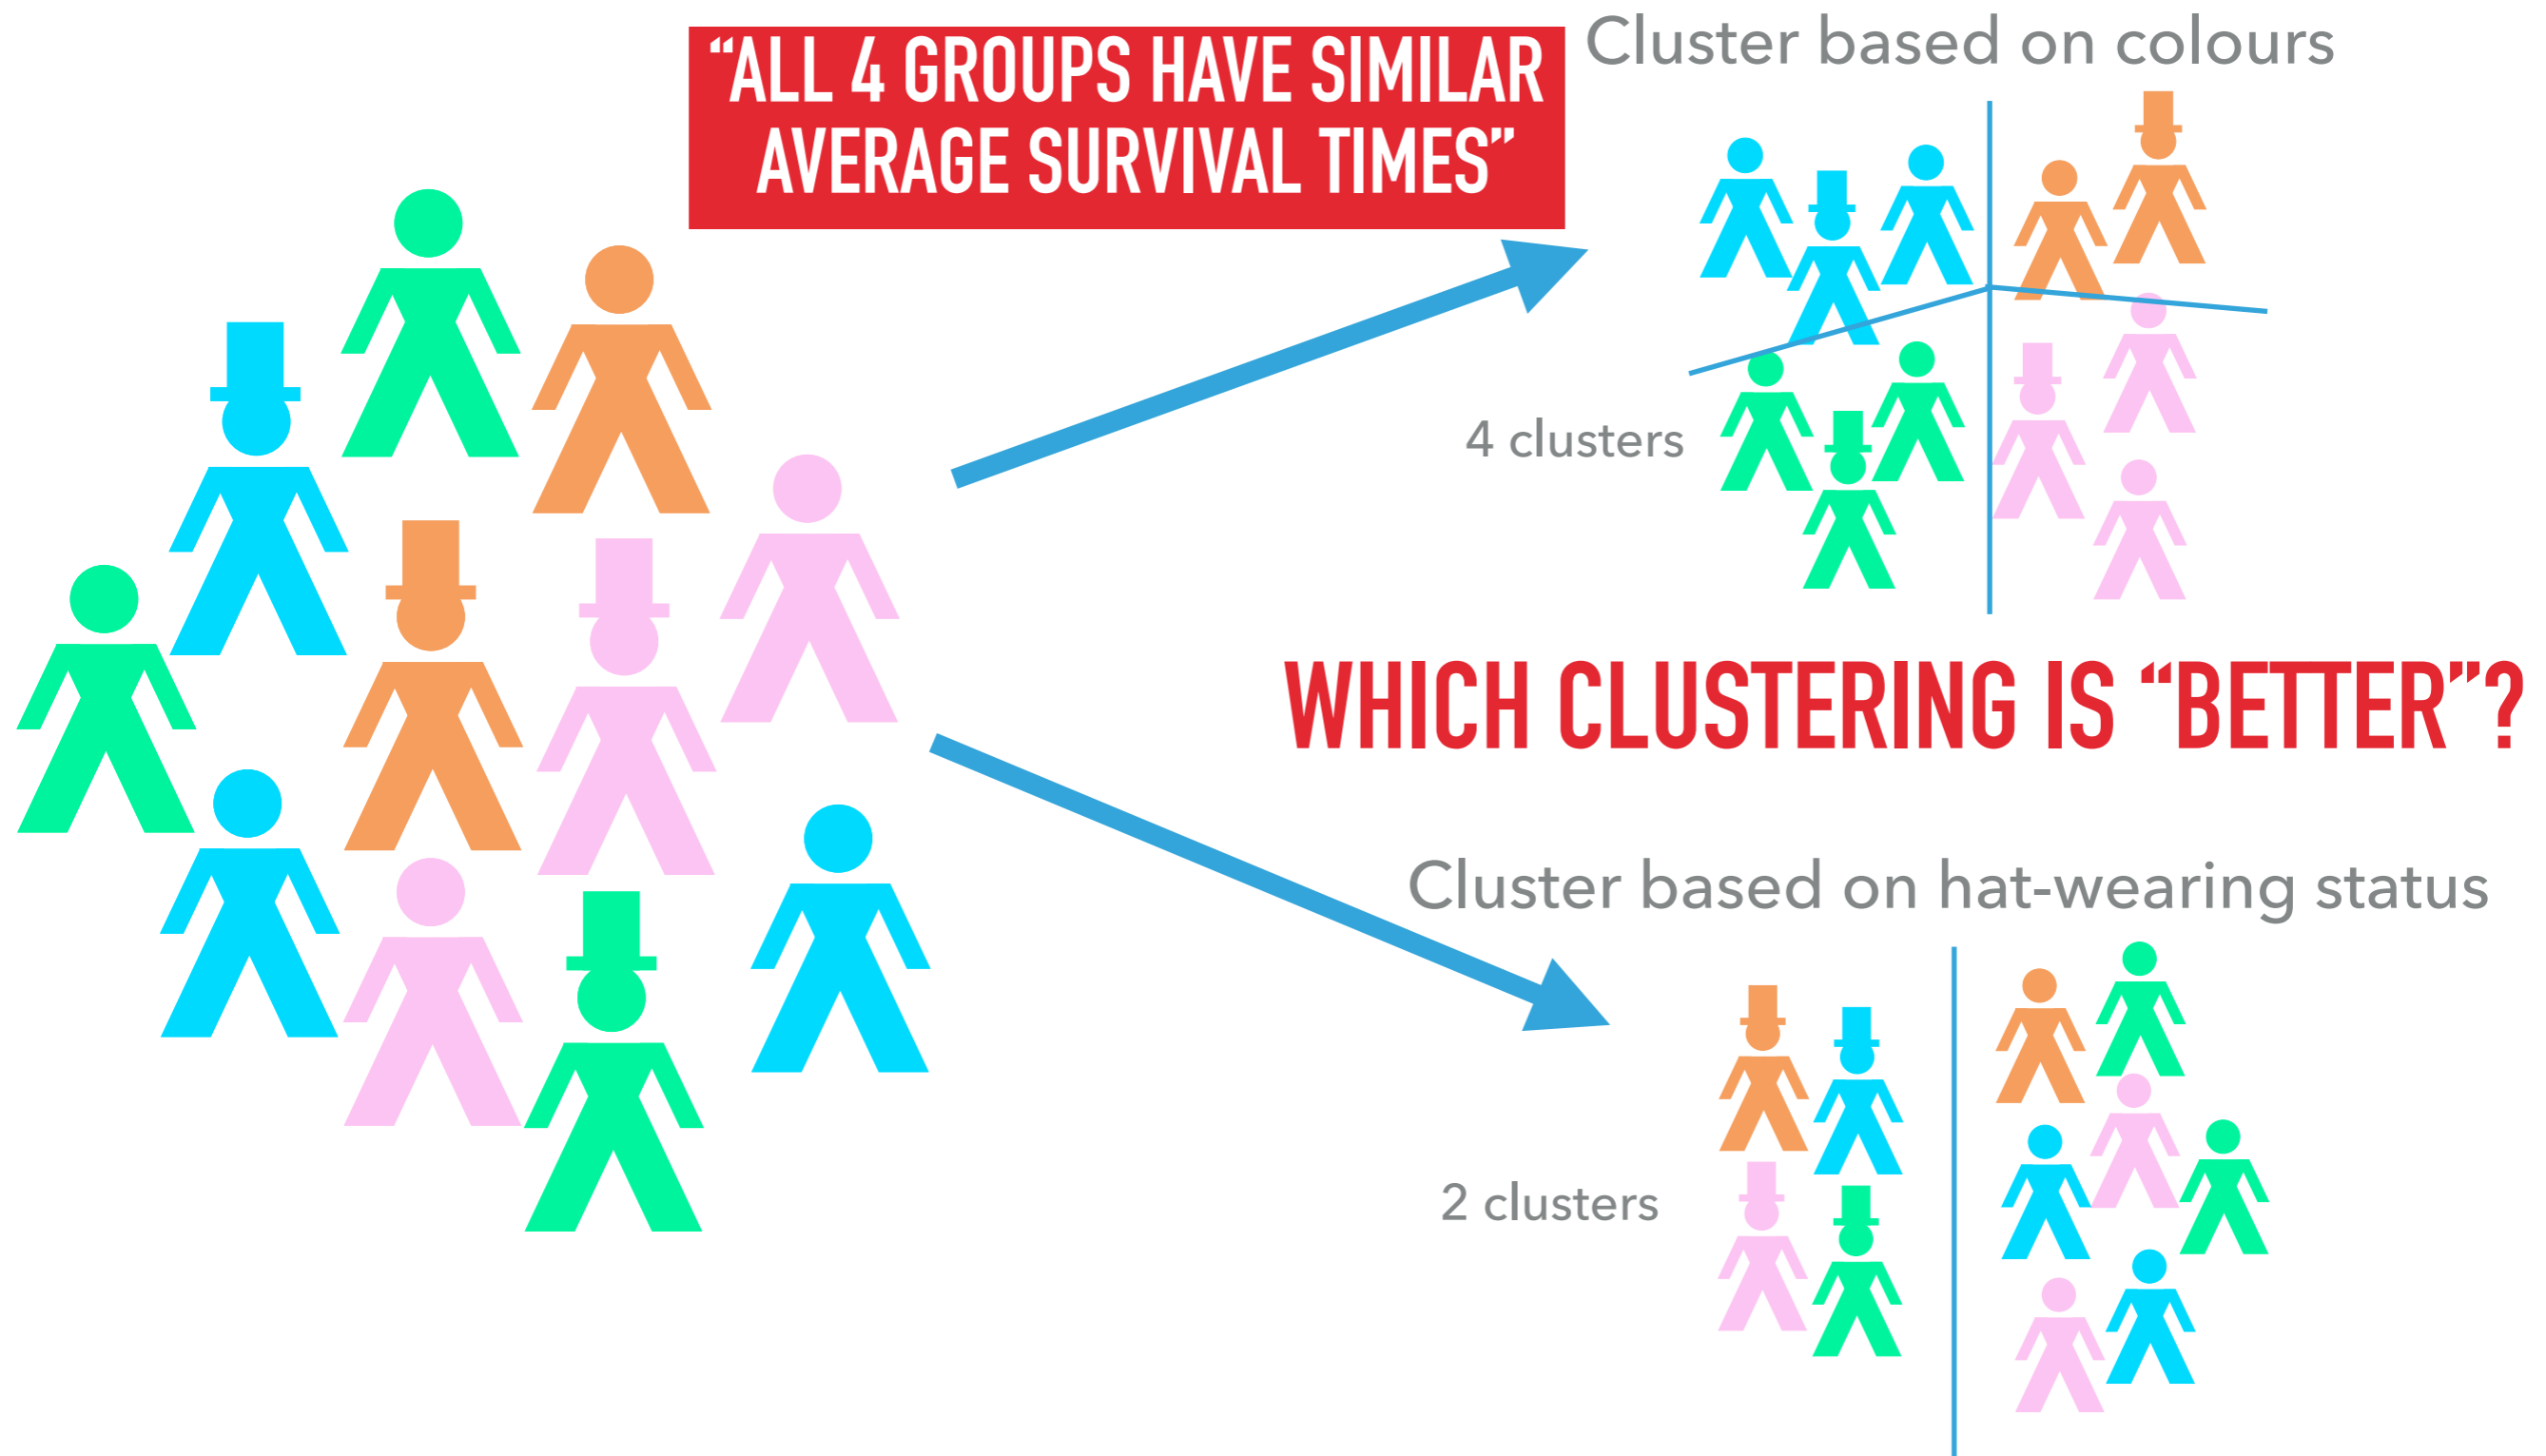 “ALL 4 GROUPS HAVE SIMILAR
AVERAGE SURVIVAL TIMES”
Cluster based on colours
4 clusters
WHICH CLUSTERING IS “BETTER”?
Cluster based on hat-wearing status
2 clusters